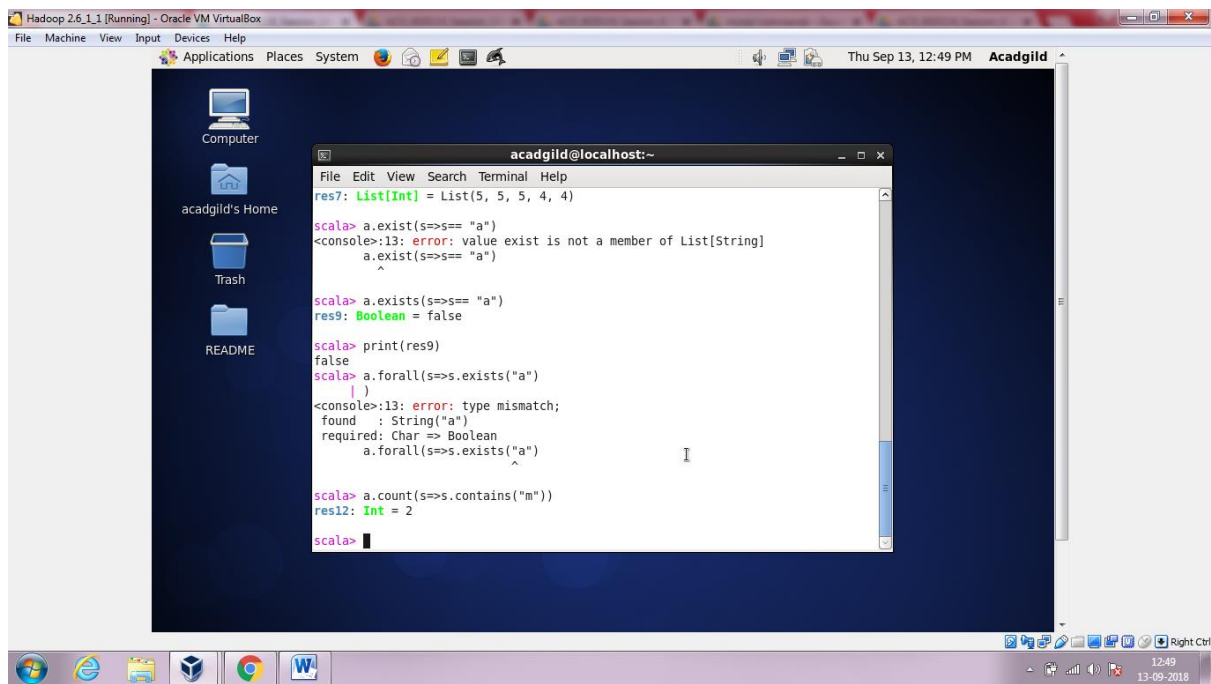 Hadoop 2.6_1_1 [Running] - Oracle VM VirtualBox
File Machine View Input Devices Help
Applications Places System Thu Sep 13, 12:49 PM Acadgild
Computer
acadgild's Home
Trash
README
acadgild@localhost:~
File Edit View Search Terminal Help
res7: List[Int] = List(5, 5, 5, 4, 4)
scala> a.exist(s=>s== "a")
<console>:13: error: value exist is not a member of List[String]
a.exist(s=>s== "a")
^
scala> a.exists(s=>s== "a")
res9: Boolean = false
scala> print(res9)
false
scala> a.forall(s=>s.exists("a")
| )
<console>:13: error: type mismatch;
found : String("a")
required: Char => Boolean
a.forall(s=>s.exists("a")
^
scala> a.count(s=>s.contains("m"))
res12: Int = 2
scala>
Right Ctrl
12:49
13-09-2018